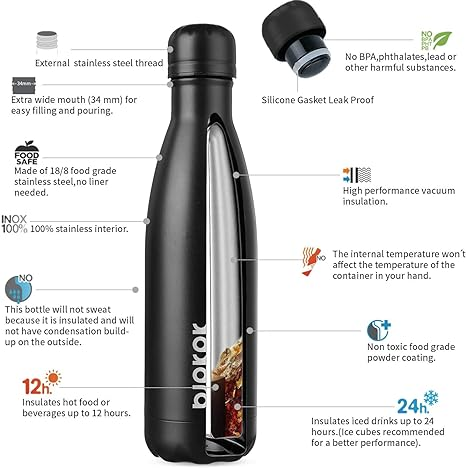 NO
BPA
PHT
PB
No BPA,phthalates,lead or
other harmful substances.
External stainless steel thread
34mm
Silicone Gasket Leak Proof
Extra wide mouth (34 mm) for
easy filling and pouring.
FOOD
SAFE
Made of 18/8 food grade
stainless steel,no liner
needed.
High performance vacuum
insulation.
INOX
100% 100% stainless interior.
NO
The internal temperature won't
affect the temperature of the
container in your hand.
NO
This bottle will not sweat
because it is insulated and will
not have condensation build-
up on the outside.
bioror
Non toxic food grade
powder coating.
12h.
Insulates hot food or
beverages up to 12 hours.
24h.
Insulates iced drinks up to 24
hours.(Ice cubes recommended
for a better performance).